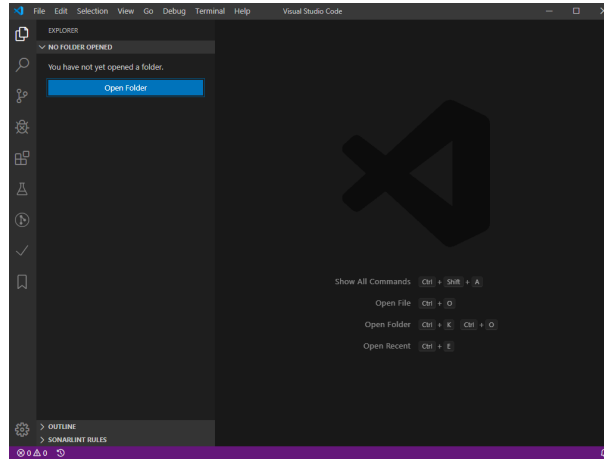 File Edit Selection View Go Debug Terminal Help Visual Studio Code
EXPLORER
NO FOLDER OPENED
You have not yet opened a folder.
Open Folder
Show All Commands Ctrl + Shift + A
Open File Ctrl + O
Open Folder Ctrl + K Ctrl + O
Open Recent Ctrl + E
OUTLINE
SONARLINT RULES
0 0